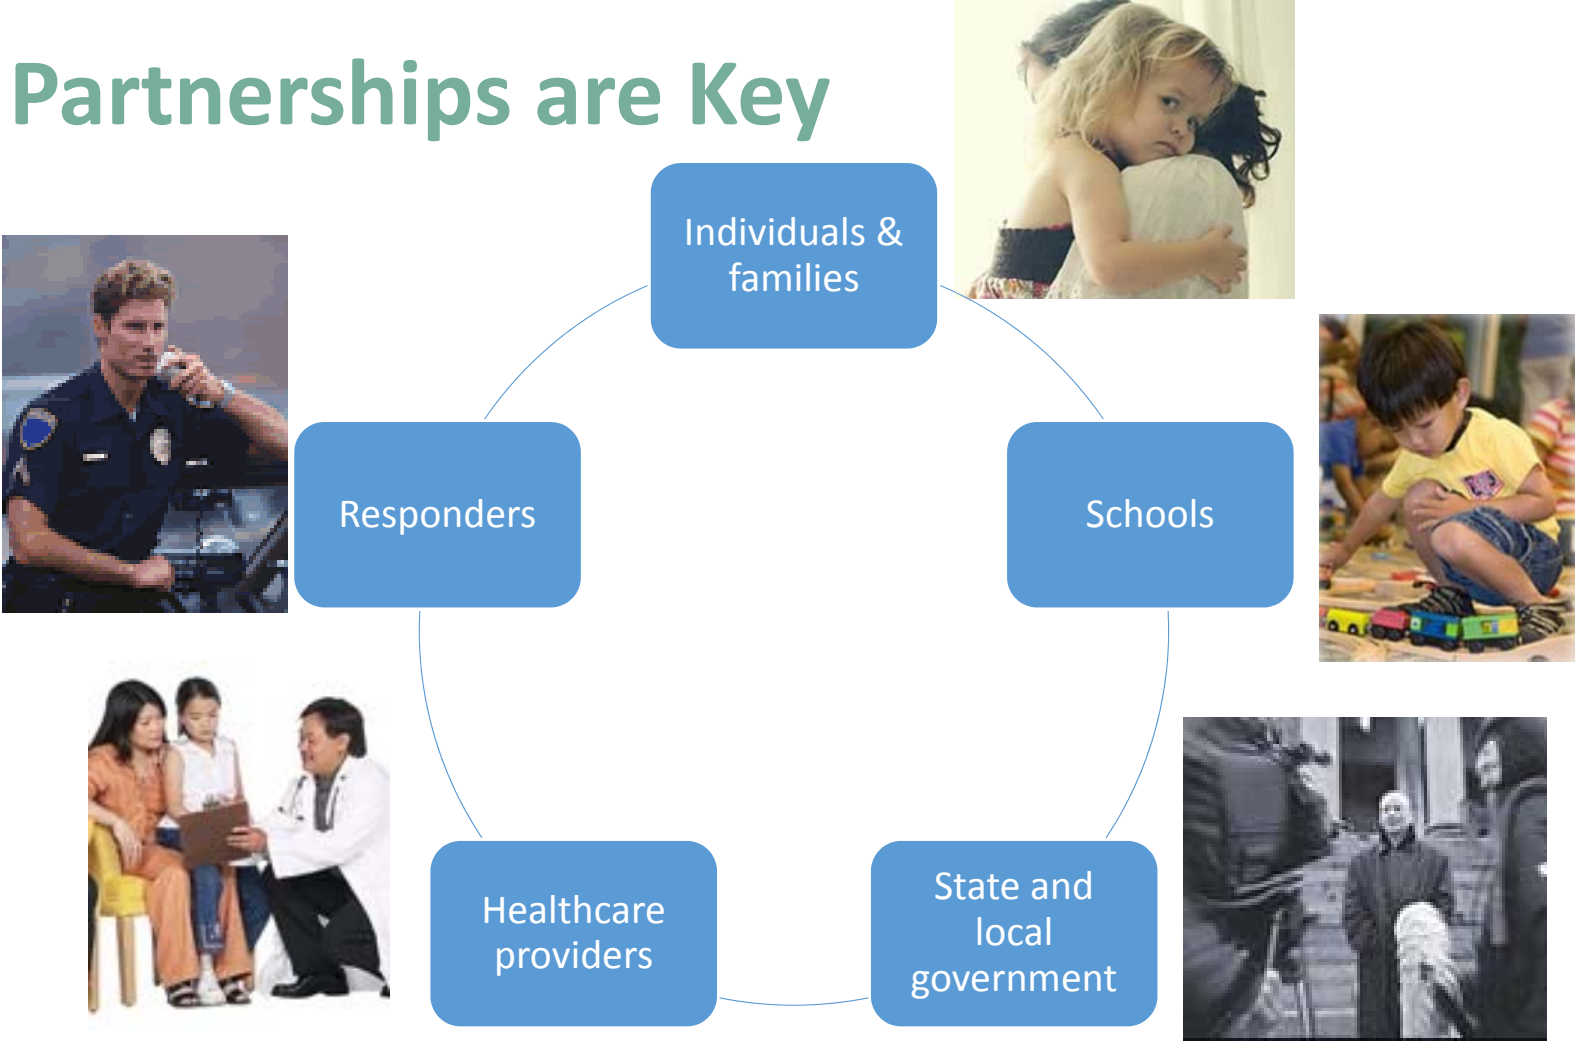 Partnerships are Key
Individuals &
families
Responders
Schools
Healthcare
providers
State and
local
government